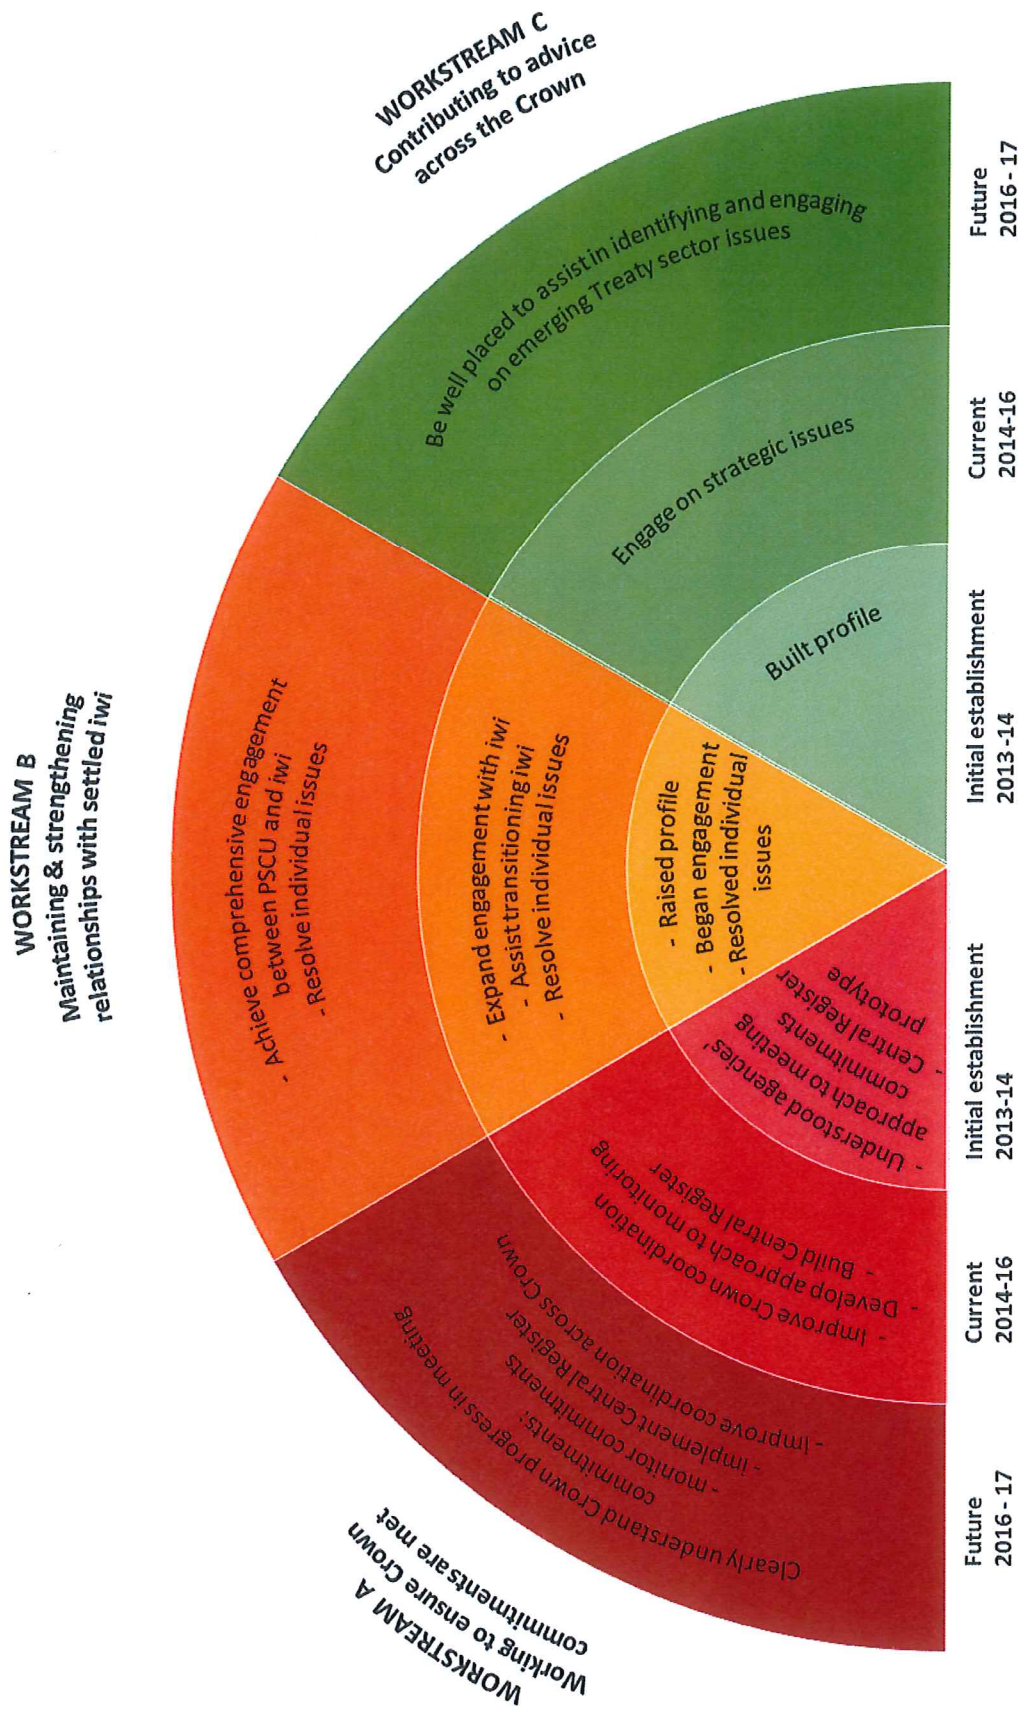 WORKSTREAM A
Working to ensure Crown
commitments are met
Clearly understand Crown progress in meeting
commitments;
- monitor commitments
- implement Central Register
- improve coordination across Crown
- Improve Crown coordination
- Develop approach to monitoring
- Build Central Register
- Understood agencies'
approach to meeting
commitments
- Central Register
prototype
WORKSTREAM B
Maintaining & strengthening
relationships with settled iwi
- Achieve comprehensive engagement
between PSCU and iwi
- Resolve individual issues
- Expand engagement with iwi
- Assist transitioning iwi
- Resolve individual issues
- Raised profile
- Began engagement
- Resolved individual
issues
WORKSTREAM C
Contributing to advice
across the Crown
Be well placed to assist in identifying and engaging
on emerging Treaty sector issues
Engage on strategic issues
Built profile
Future
2016 - 17
Current
2014-16
Initial establishment
2013-14
Initial establishment
2013-14
Current
2014-16
Future
2016 - 17